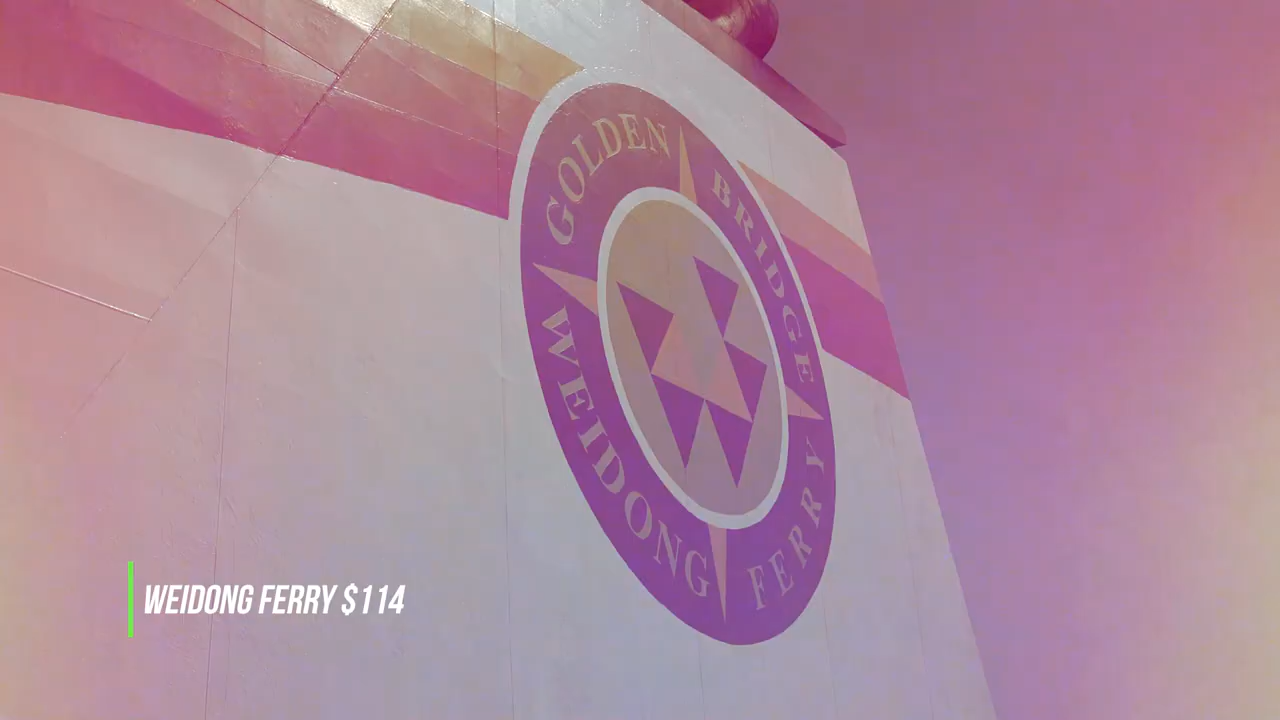 GOLDEN
BRIDGE
WEIDONG
FERRY
WEIDONG FERRY $114